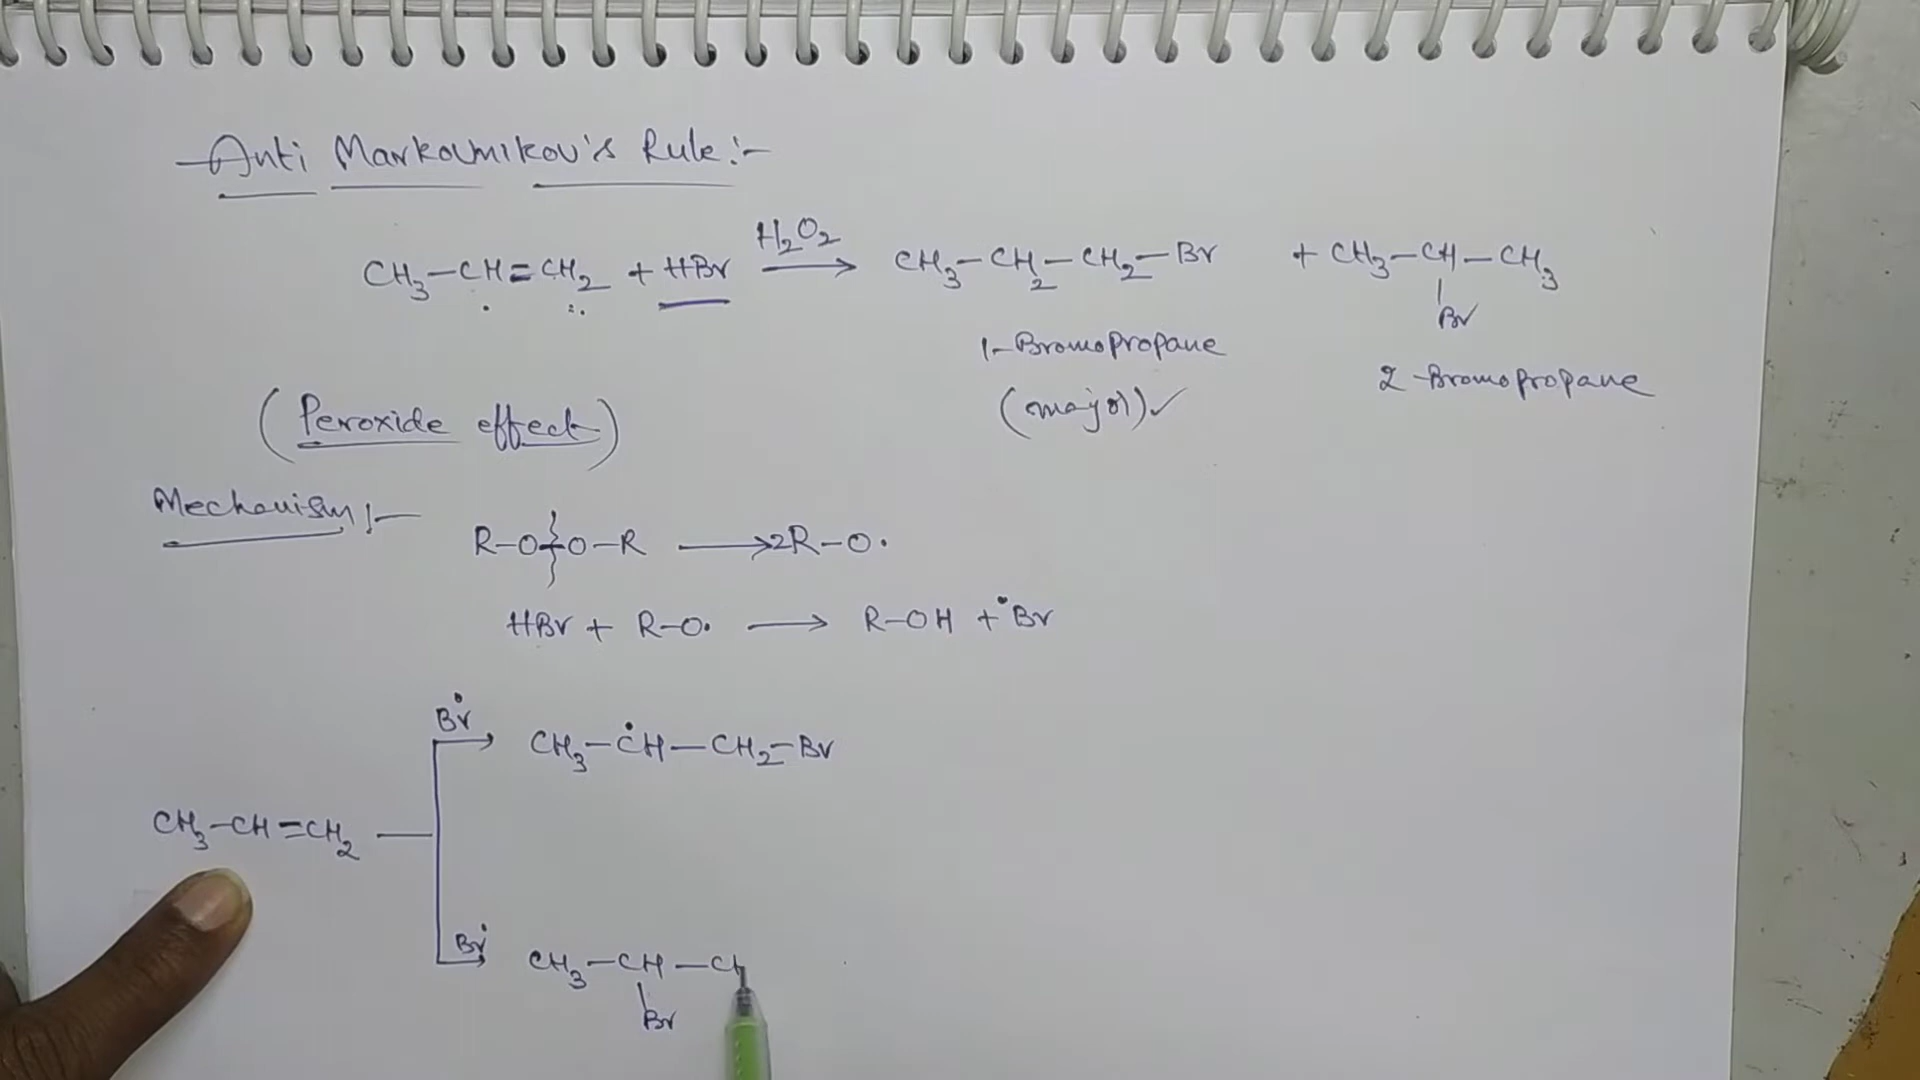 Anti Markovnikov's Rule:-
CH₃-CH=CH₂ + HBr ⟶ H₂O₂ CH₃-CH₂-CH₂-Br + CH₃-CH-CH₃
Br
1-Bromopropane
2-Bromopropane
(Peroxide effect)
(major)✓
Mechanism:-
R-O-O-R ⟶ 2R-O•
HBr + R-O• ⟶ R-OH + •Br
Br•
CH₃-ĊH-CH₂-Br
CH₃-CH=CH₂
Br•
CH₃-CH-C
Br